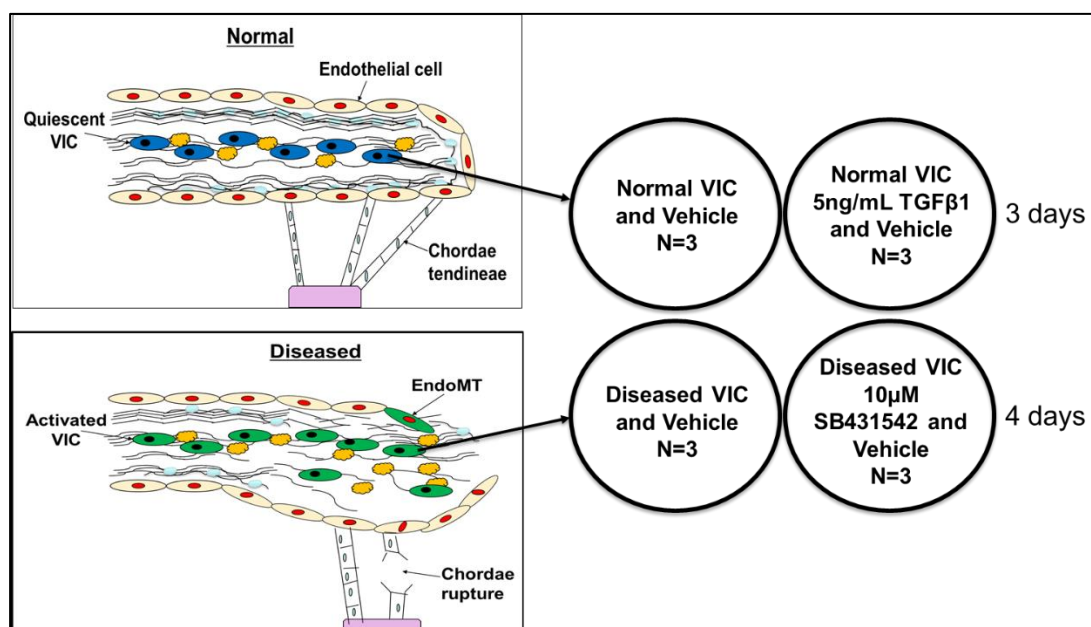 Normal
Endothelial cell
Quiescent
VIC
Chordae
tendineae
Normal VIC
and Vehicle
N=3
Normal VIC
5ng/mL TGFβ1
and Vehicle
N=3
3 days
Diseased
EndoMT
Activated
VIC
Chordae
rupture
Diseased VIC
and Vehicle
N=3
Diseased VIC
10µM
SB431542 and
Vehicle
N=3
4 days